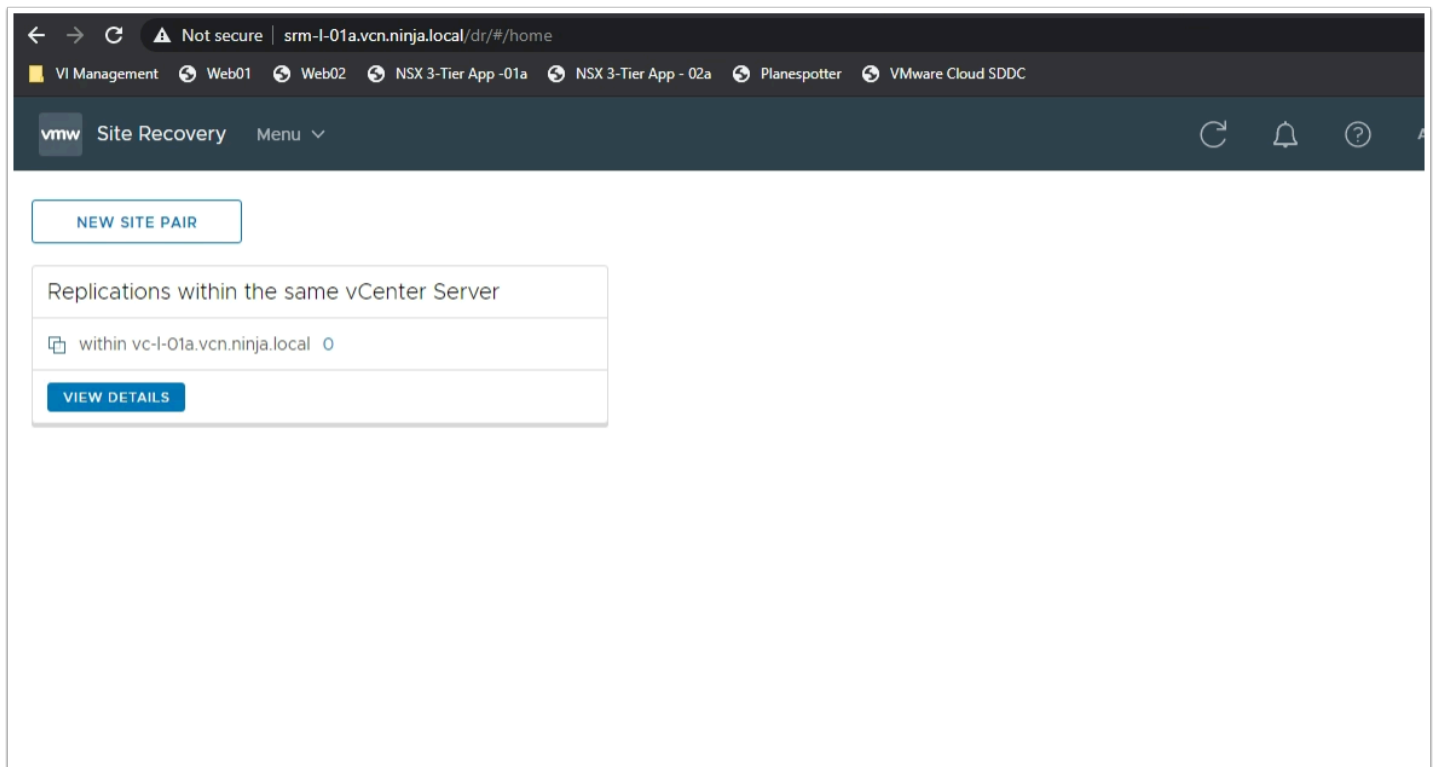 Not secure srm-l-01a.vcn.ninja.local/dr/#/home
VI Management Web01 Web02 NSX 3-Tier App -01a NSX 3-Tier App - 02a Planespotter VMware Cloud SDDC
vmw Site Recovery Menu
NEW SITE PAIR
Replications within the same vCenter Server
within vc-l-01a.vcn.ninja.local 0
VIEW DETAILS